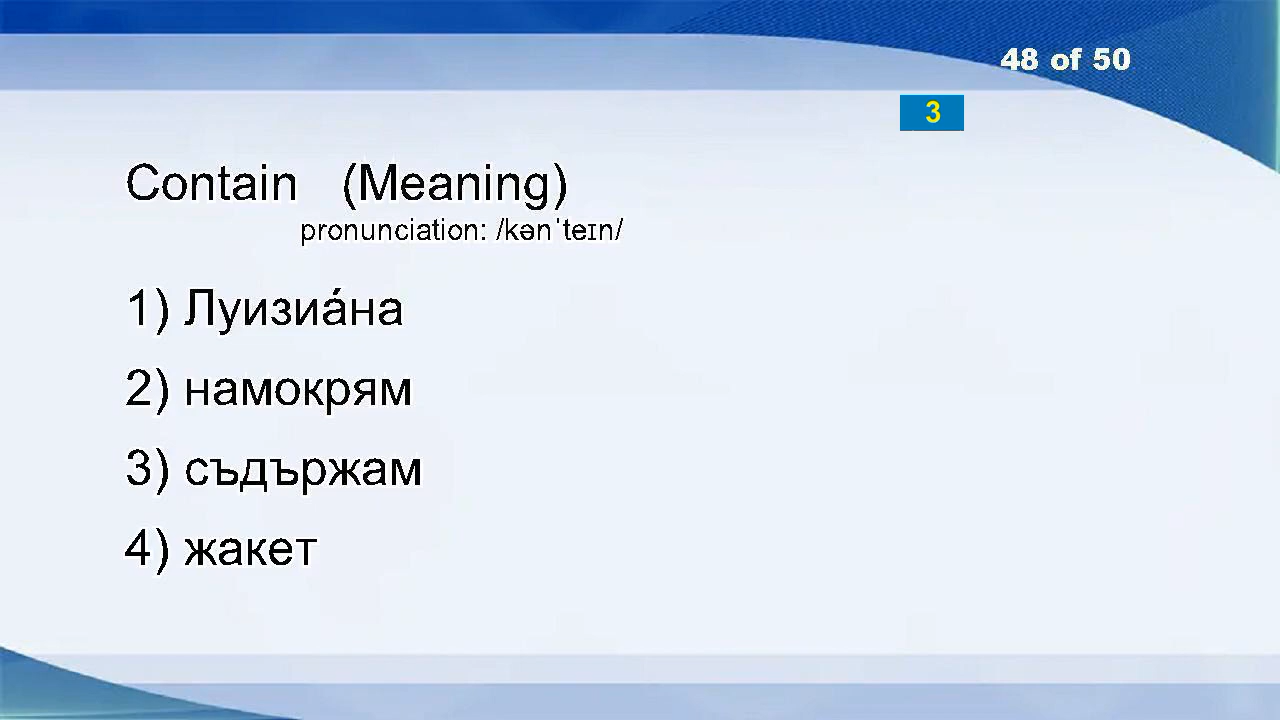 48 of 50
3
Contain (Meaning)
pronunciation: /kənˈteɪn/
1) Луизиа́на
2) намокрям
3) съдържам
4) жакет